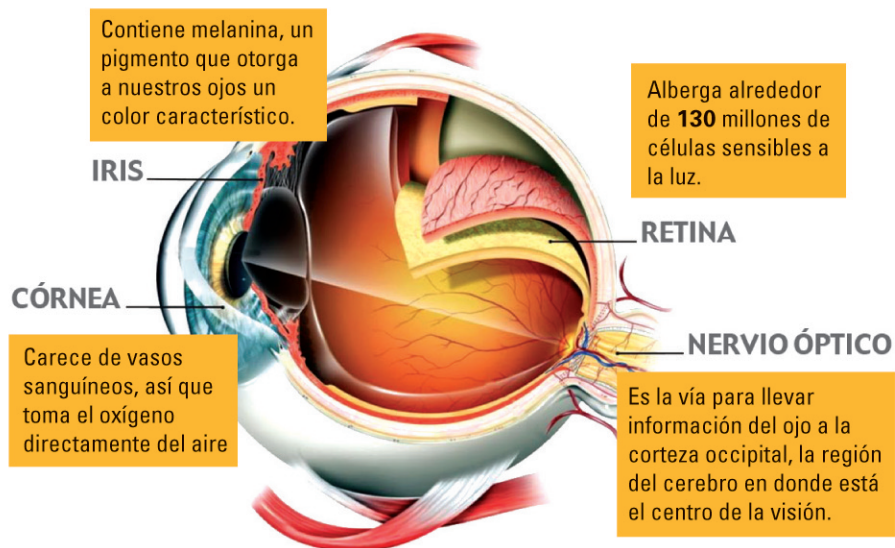 Contiene melanina, un
pigmento que otorga
a nuestros ojos un
color característico.
IRIS
Alberga alrededor
de 130 millones de
células sensibles a
la luz.
RETINA
CÓRNEA
Carece de vasos
sanguíneos, así que
toma el oxígeno
directamente del aire
NERVIO ÓPTICO
Es la vía para llevar
información del ojo a la
corteza occipital, la región
del cerebro en donde está
el centro de la visión.